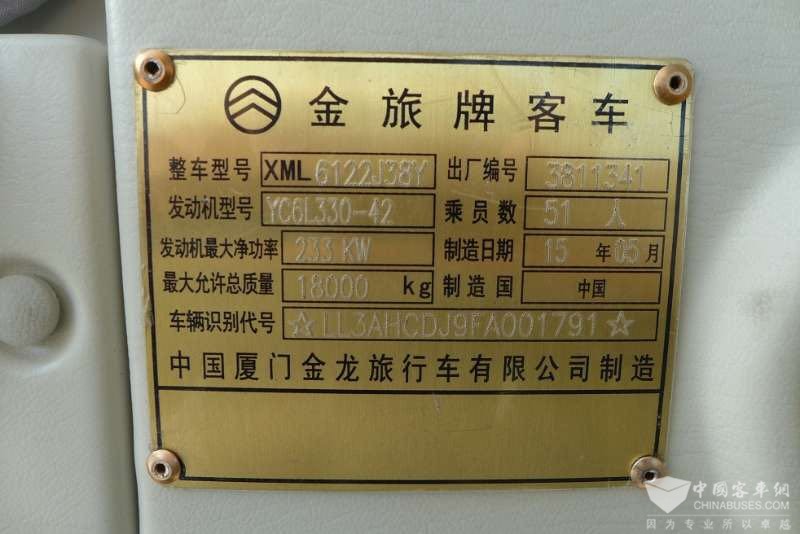 金旅牌客车
整车型号 XML6122J38Y 出厂编号 3811341
发动机型号 YC6L330-42 乘员数 51 人
发动机最大净功率 233 KW 制造日期 15 年 05 月
最大允许总质量 18000 kg 制造国 中国
车辆识别代号 ☆LL3AHCDJ9FA001791☆
中国厦门金龙旅行车有限公司制造
中国客车网
CHINABUSES.COM
因为专业所以卓越